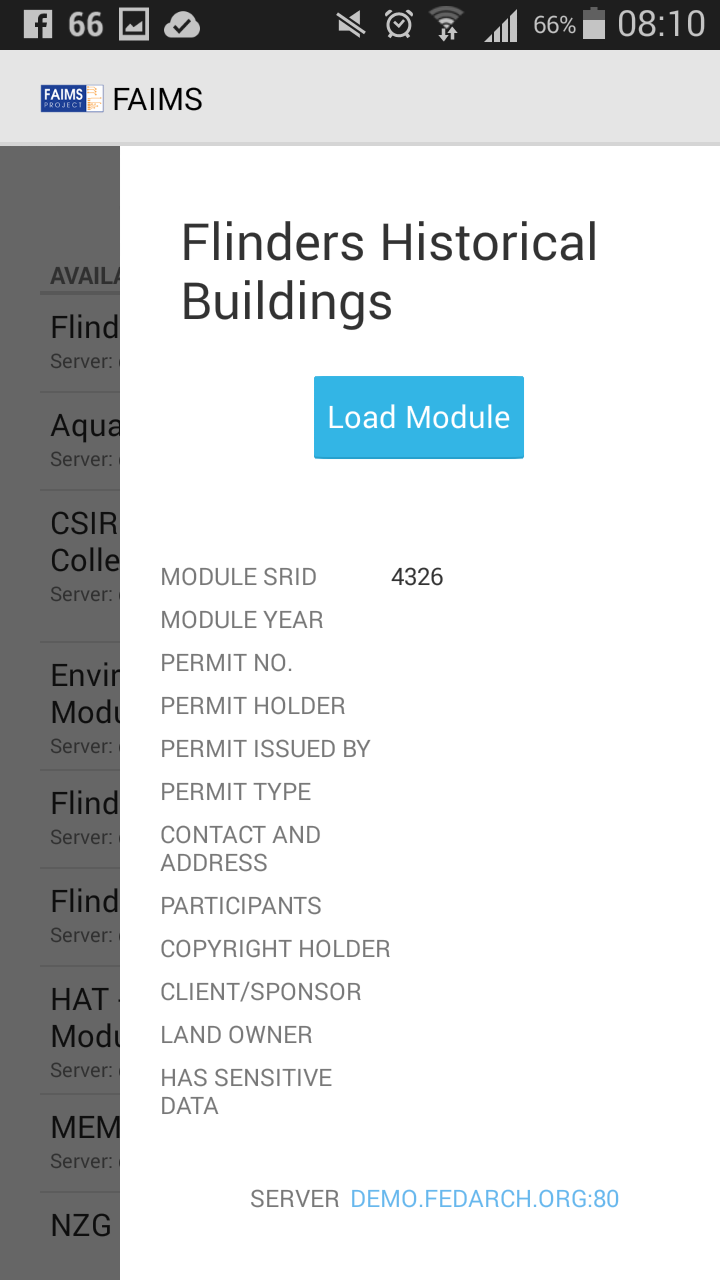 66
66%
08:10
FAIMS
PROJECT
FAIMS
Flinders Historical
Buildings
Load Module
MODULE SRID 4326
MODULE YEAR
PERMIT NO.
PERMIT HOLDER
PERMIT ISSUED BY
PERMIT TYPE
CONTACT AND
ADDRESS
PARTICIPANTS
COPYRIGHT HOLDER
CLIENT/SPONSOR
LAND OWNER
HAS SENSITIVE
DATA
SERVER DEMO.FEDARCH.ORG:80
AVAILA
Flind
Server:
Aqua
Server:
CSIR
Colle
Server:
Envir
Modu
Server:
Flind
Server:
Flind
Server:
HAT -
Modu
Server:
MEM
Server:
NZG